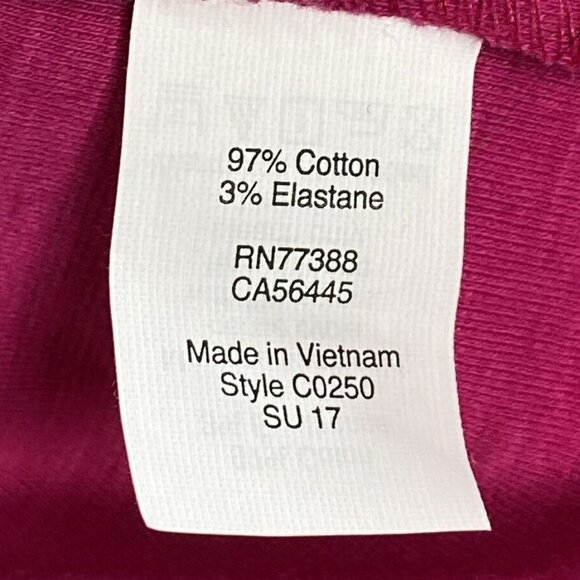 97% Cotton
3% Elastane
RN77388
CA56445
Made in Vietnam
Style C0250
SU 17